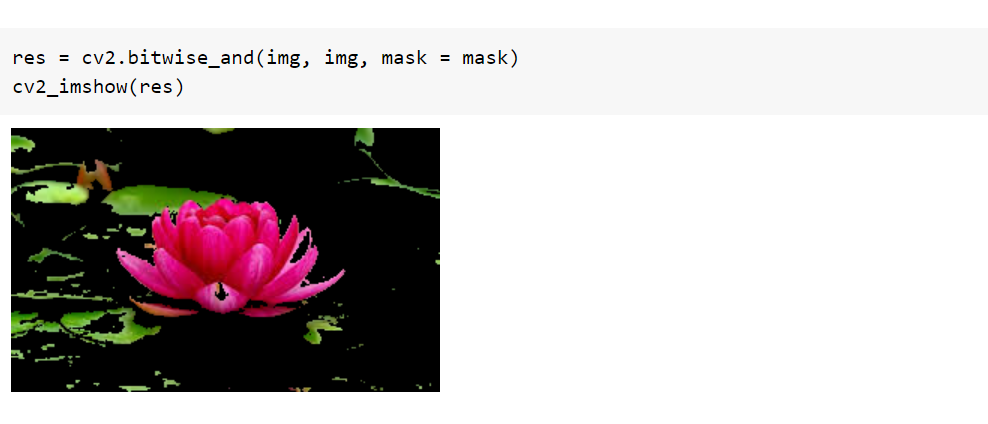 res = cv2.bitwise_and(img, img, mask = mask)
cv2_imshow(res)